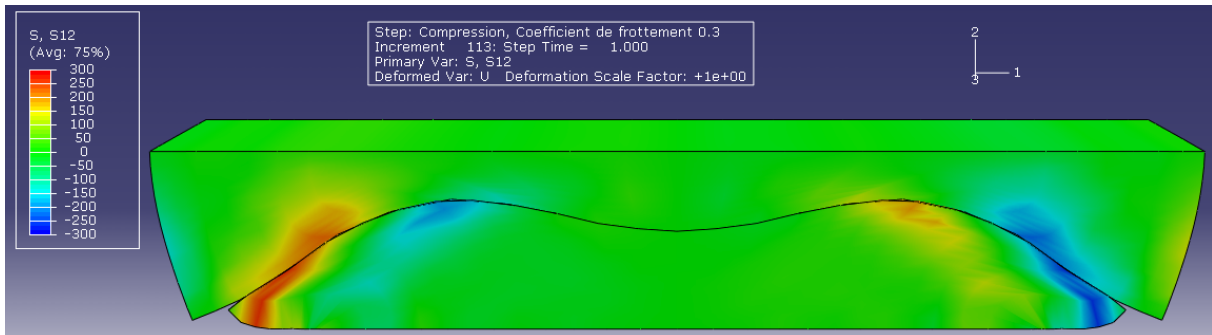 S, S12
(Avg: 75%)
300
250
150
100
50
0
-50
-100
-150
-200
-250
-300
Step: Compression, Coefficient de frottement 0.3
Increment 113: Step Time = 1.000
Primary Var: S, S12
Deformed Var: U Deformation Scale Factor: +1e+00
2
3
1